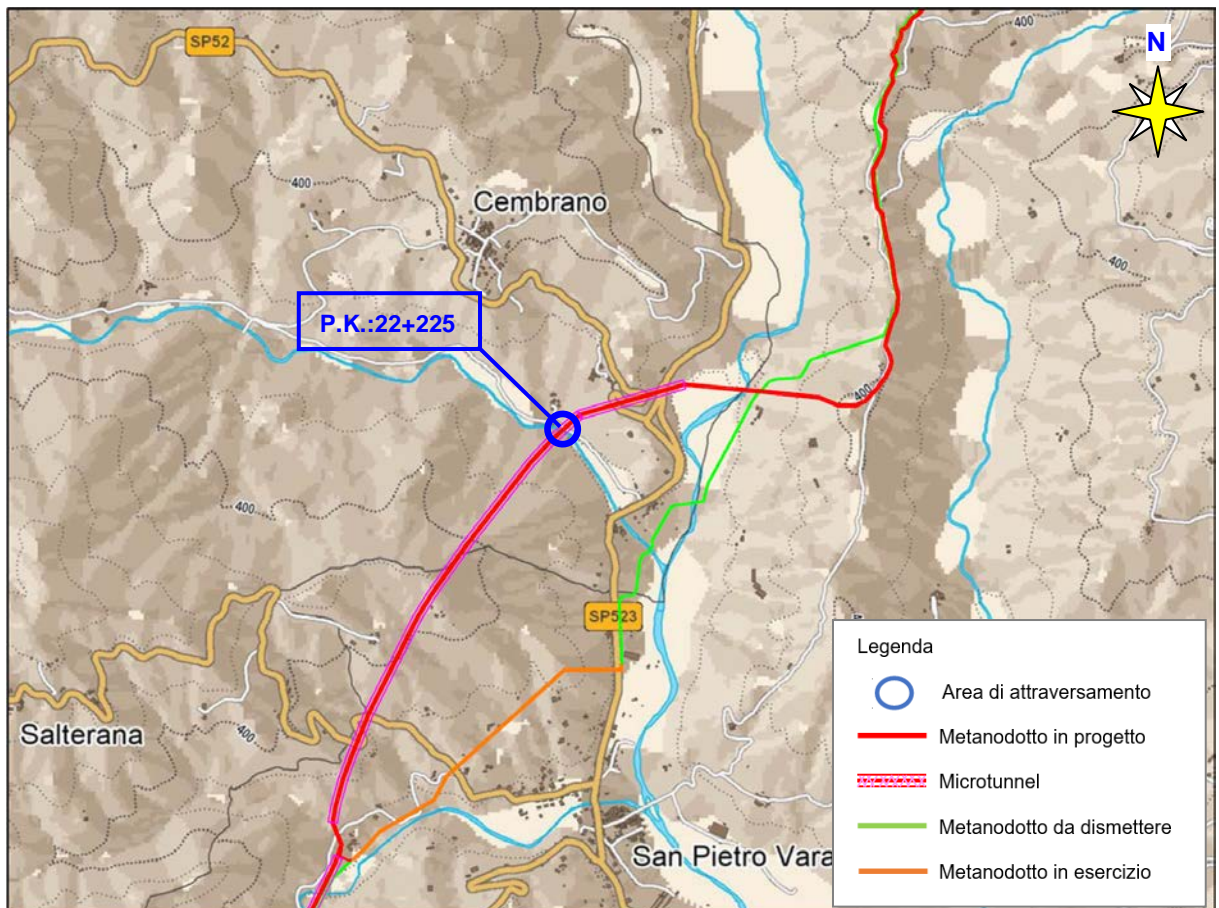 SP52
400
N
400
Cembrano
400
P.K.:22+225
400
400
SP523
Salterana
400
San Pietro Vara
Legenda
Area di attraversamento
Metanodotto in progetto
Microtunnel
Metanodotto da dismettere
Metanodotto in esercizio